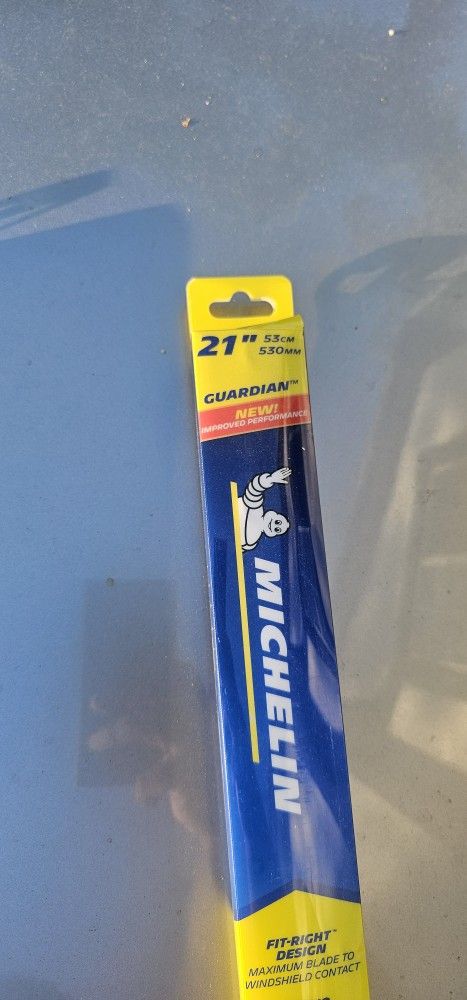 21" 53CM
530MM
GUARDIAN™
NEW!
IMPROVED PERFORMANCE
MICHELIN
FIT-RIGHT™
DESIGN
MAXIMUM BLADE TO
WINDSHIELD CONTACT